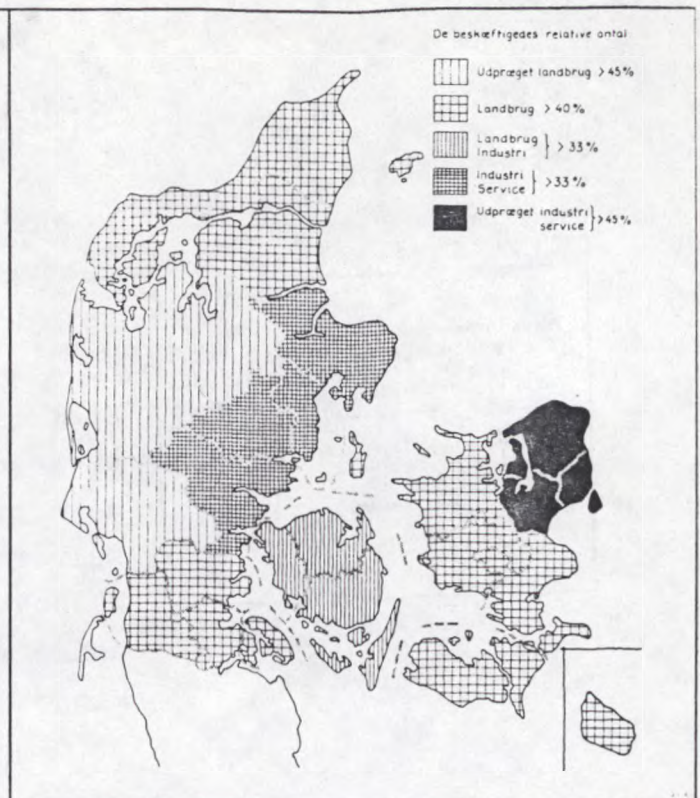 De beskæftigedes relative antal
Udpræget landbrug >45%
Landbrug >40%
Landbrug
Industri } >33%
Industri
Service } >33%
Udpræget industri
service } >45%